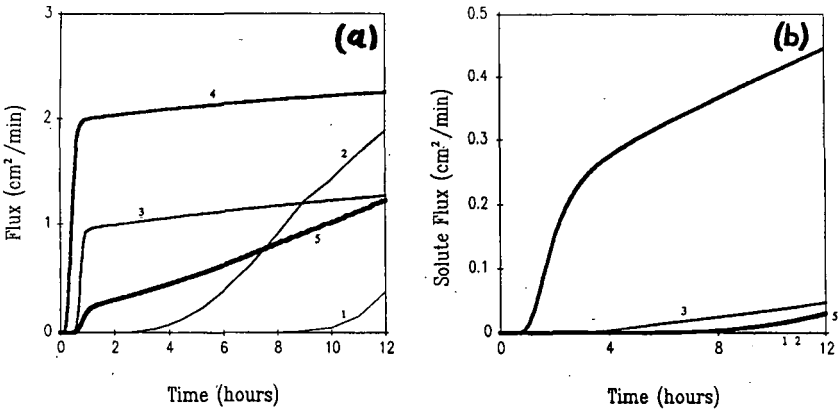 (a)
3
2
1
0
Flux (cm²/min)
4
2
3
5
1
0 2 4 6 8 10 12
Time (hours)
(b)
0.5
0.4
0.3
0.2
0.1
0
Solute Flux (cm²/min)
3
5
1 2
0 4 8 12
Time (hours)